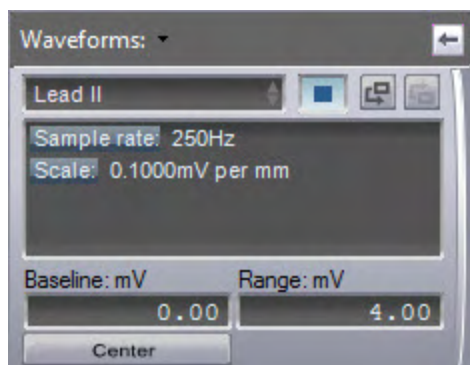 Waveforms:
Lead II
Sample rate: 250Hz
Scale: 0.1000mV per mm
Baseline: mV Range: mV
0.00 4.00
Center